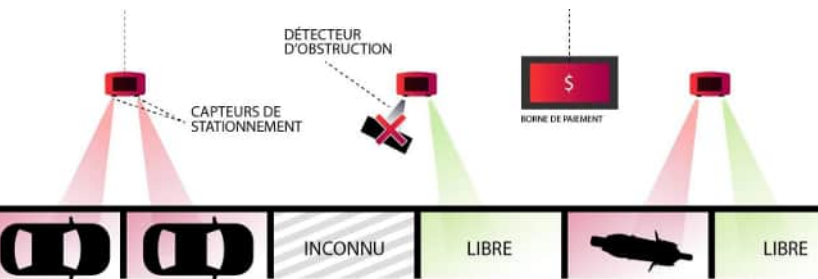 DÉTECTEUR
D'OBSTRUCTION
CAPTEURS DE
STATIONNEMENT
$
BORNE DE PAIEMENT
INCONNU
LIBRE
LIBRE